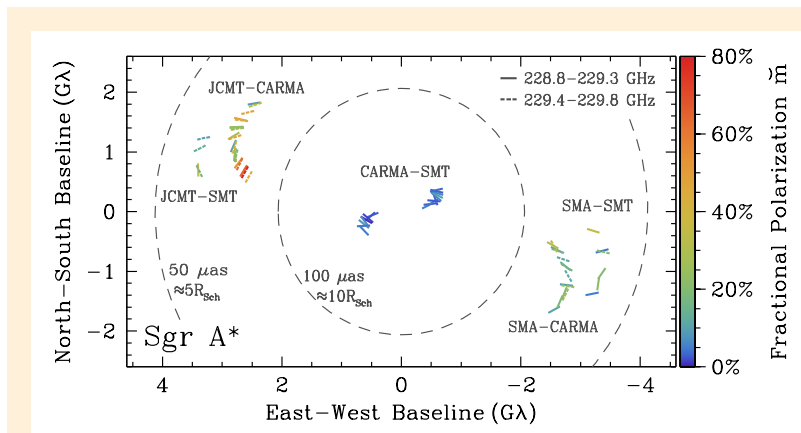 228.8−229.3 GHz
229.4−229.8 GHz
JCMT−CARMA
JCMT−SMT
CARMA−SMT
SMA−SMT
SMA−CARMA
50 μas
≈5R_Sch
100 μas
≈10R_Sch
Sgr A*
2
1
0
−1
−2
North−South Baseline (Gλ)
4
2
0
−2
−4
East−West Baseline (Gλ)
80%
60%
40%
20%
0%
Fractional Polarization m̆